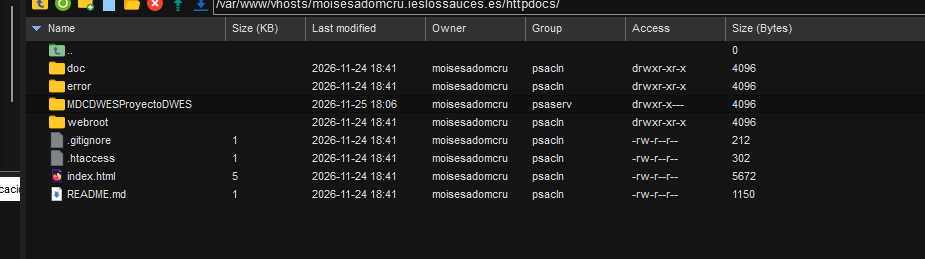 /var/www/vhosts/moisesadomcru.ieslossauces.es/httpdocs/
Name Size (KB) Last modified Owner Group Access Size (Bytes)
.. 0
doc 2026-11-24 18:41 moisesadomcru psacln drwxr-xr-x 4096
error 2026-11-24 18:41 moisesadomcru psacln drwxr-xr-x 4096
MDCDWESProyectoDWES 2026-11-25 18:06 moisesadomcru psaserv drwxr-x--- 4096
webroot 2026-11-24 18:41 moisesadomcru psacln drwxr-xr-x 4096
.gitignore 1 2026-11-24 18:41 moisesadomcru psacln -rw-r--r-- 212
.htaccess 1 2026-11-24 18:41 moisesadomcru psacln -rw-r--r-- 302
index.html 5 2026-11-24 18:41 moisesadomcru psacln -rw-r--r-- 5672
cació
README.md 1 2026-11-24 18:41 moisesadomcru psacln -rw-r--r-- 1150